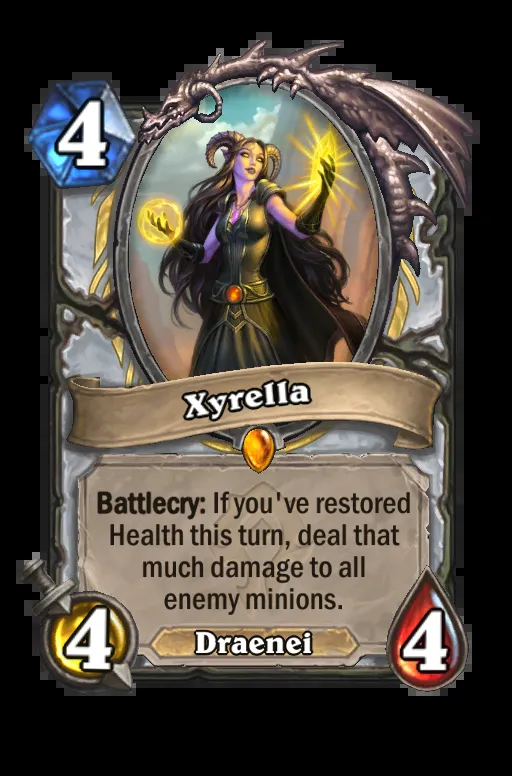 4
Xyrella
Battlecry: If you've restored
Health this turn, deal that
much damage to all
enemy minions.
4
Draenei
4